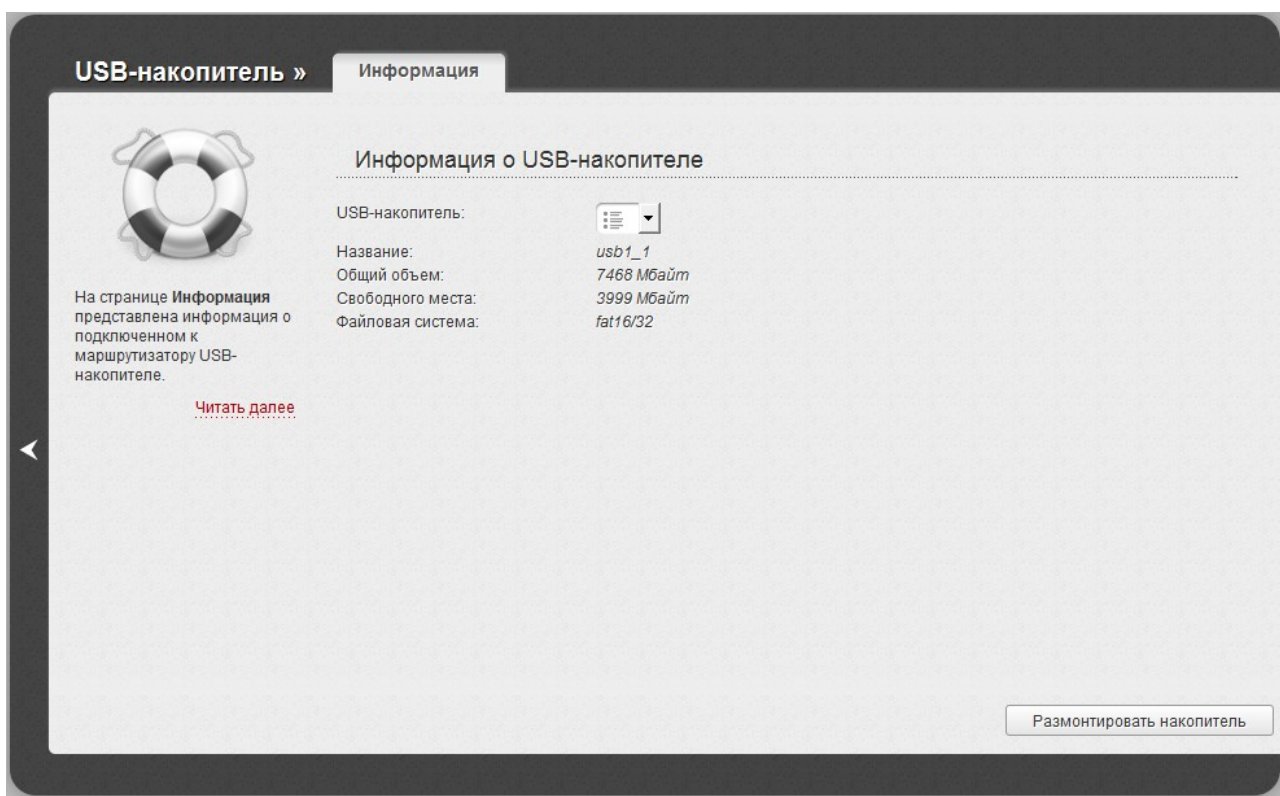 USB-накопитель » Информация
Информация о USB-накопителе
USB-накопитель:
Название: usb1_1
Общий объем: 7468 Мбайт
Свободного места: 3999 Мбайт
Файловая система: fat16/32
На странице Информация
представлена информация о
подключенном к
маршрутизатору USB-
накопителе.
Читать далее
Размонтировать накопитель